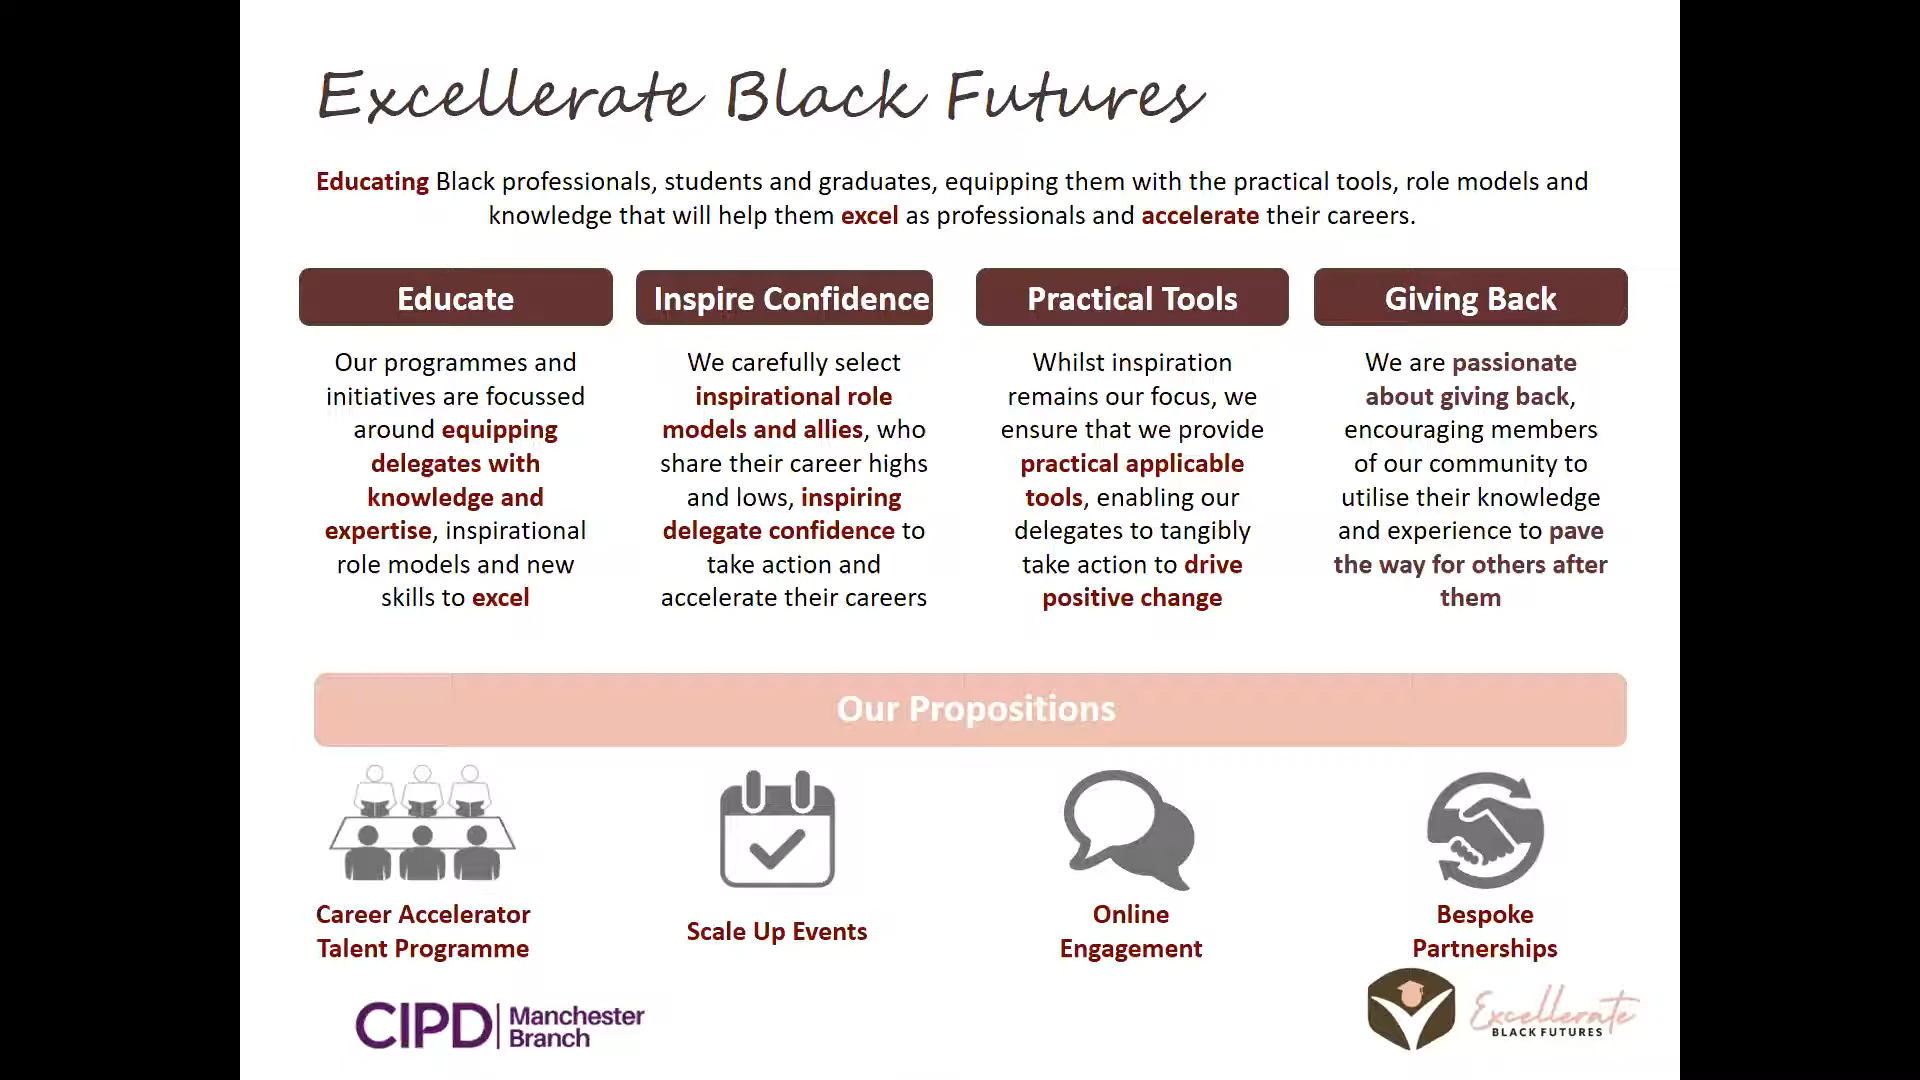 Excellerate Black Futures
Educating Black professionals, students and graduates, equipping them with the practical tools, role models and
knowledge that will help them excel as professionals and accelerate their careers.
Educate
Our programmes and
initiatives are focussed
around equipping
delegates with
knowledge and
expertise, inspirational
role models and new
skills to excel
Inspire Confidence
We carefully select
inspirational role
models and allies, who
share their career highs
and lows, inspiring
delegate confidence to
take action and
accelerate their careers
Practical Tools
Whilst inspiration
remains our focus, we
ensure that we provide
practical applicable
tools, enabling our
delegates to tangibly
take action to drive
positive change
Giving Back
We are passionate
about giving back,
encouraging members
of our community to
utilise their knowledge
and experience to pave
the way for others after
them
Our Propositions
Career Accelerator
Talent Programme
Scale Up Events
Online
Engagement
Bespoke
Partnerships
CIPD Manchester
Branch
Excellerate
BLACK FUTURES